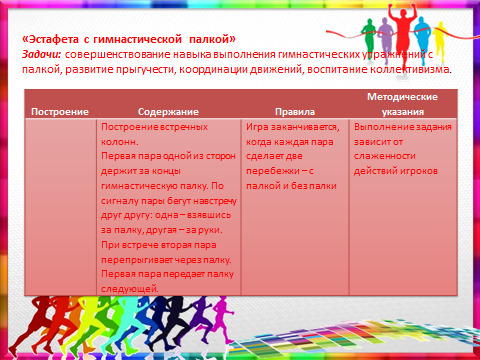 «Эстафета с гимнастической палкой»
Задачи: совершенствование навыка выполнения гимнастических упражнений с
палкой, развитие прыгучести, координации движений, воспитание коллективизма.
Построение
Содержание
Правила
Методические
указания
Построение встречных
колонн.
Первая пара одной из сторон
держит за концы
гимнастическую палку. По
сигналу пары бегут навстречу
друг другу: одна – взявшись
за палку, другая – за руки.
При встрече вторая пара
перепрыгивает через палку.
Первая пара передает палку
следующей.
Игра заканчивается,
когда каждая пара
сделает две
перебежки – с
палкой и без палки
Выполнение задания
зависит от
слаженности
действий игроков